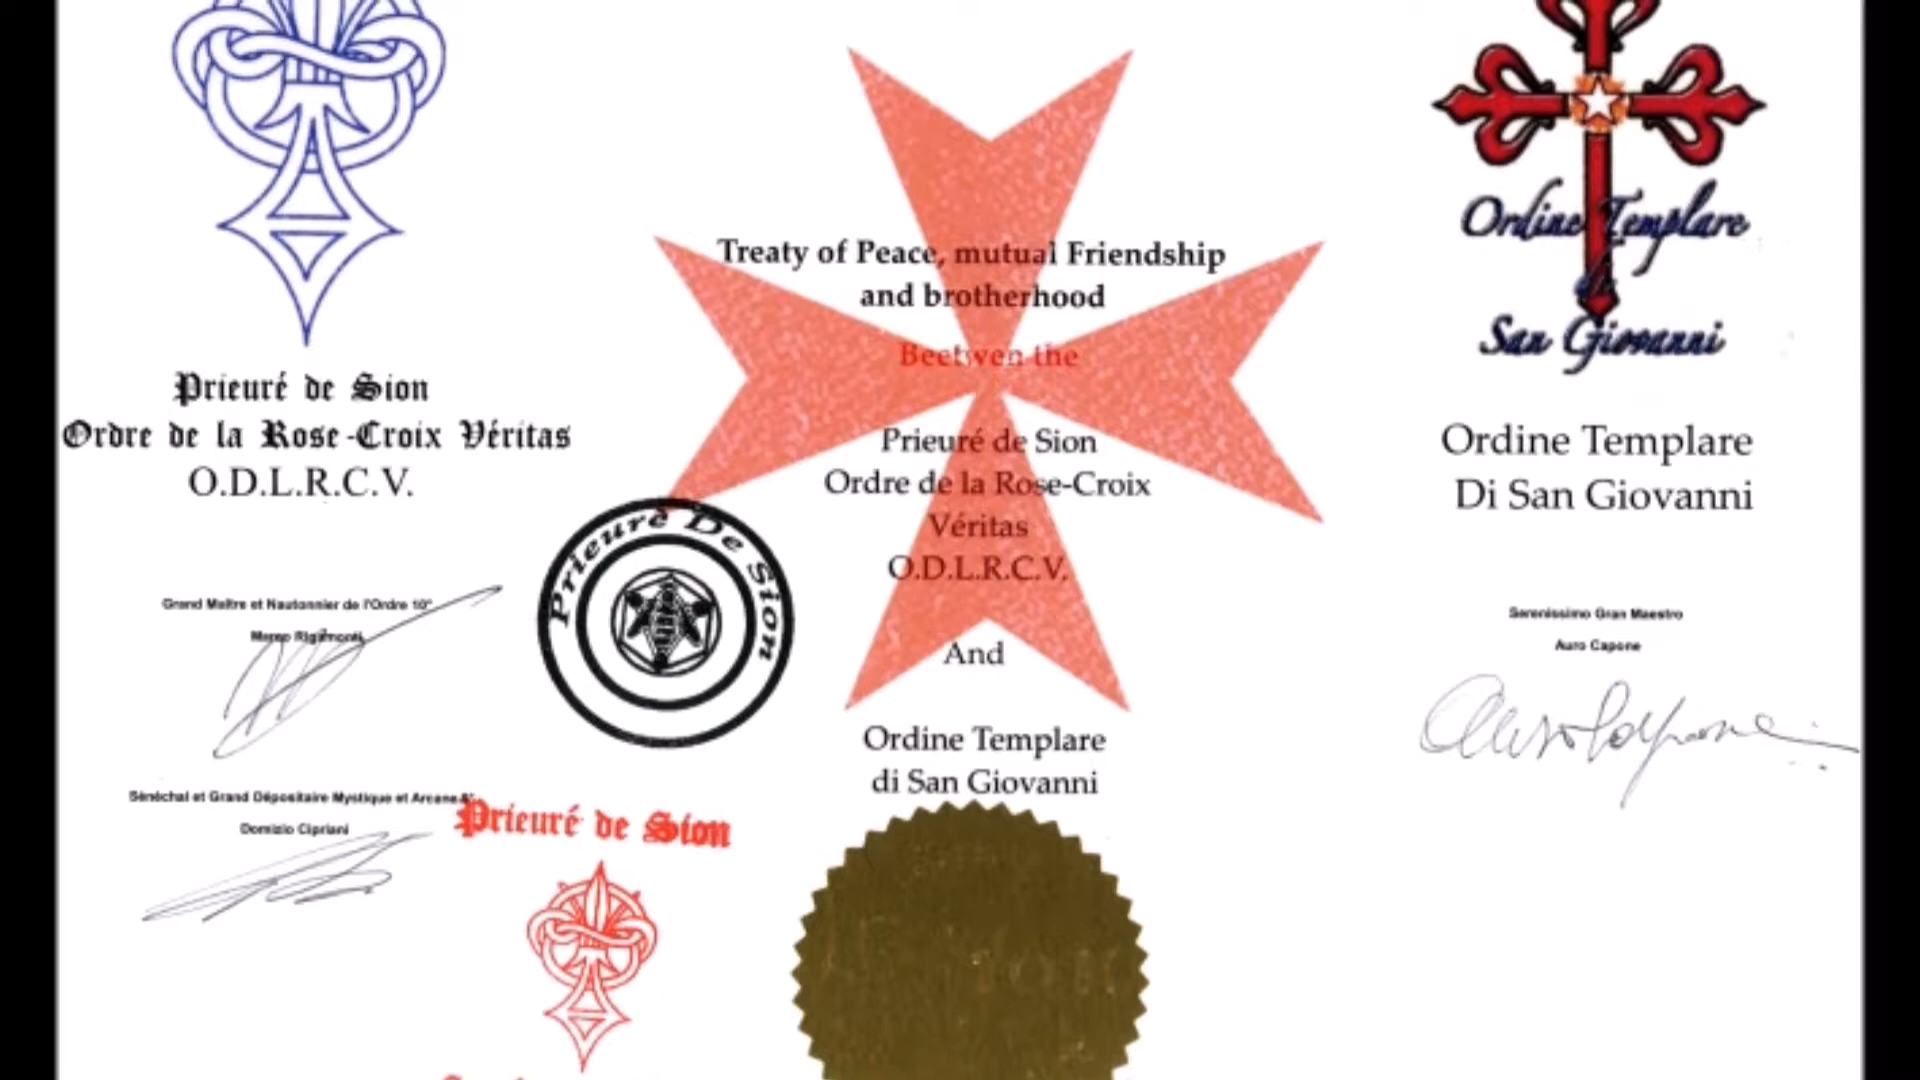 Prieuré de Sion
Ordre de la Rose-Croix Véritas
O.D.L.R.C.V.
Grand Maître et Nautonnier de l'Ordre 10°
Marco Rigamonti
Sénéchal et Grand Dépositaire Mystique et Arcane
Domizio Cipriani
Prieuré De Sion
Prieuré de Sion
Treaty of Peace, mutual Friendship
and brotherhood
Beetwen the
Prieuré de Sion
Ordre de la Rose-Croix
Véritas
O.D.L.R.C.V.
And
Ordine Templare
di San Giovanni
Ordine Templare
di
San Giovanni
Ordine Templare
Di San Giovanni
Serenissimo Gran Maestro
Auro Capone